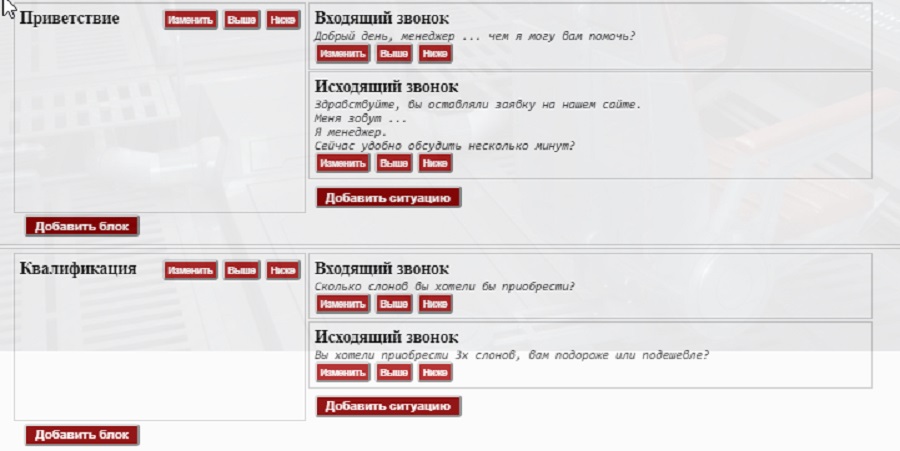 Приветствие
Изменить Выше Ниже
Входящий звонок
Добрый день, менеджер ... чем я могу вам помочь?
Изменить Выше Ниже
Исходящий звонок
Здравствуйте, вы оставляли заявку на нашем сайте.
Меня зовут ...
Я менеджер.
Сейчас удобно обсудить несколько минут?
Изменить Выше Ниже
Добавить ситуацию
Добавить блок
Квалификация
Изменить Выше Ниже
Входящий звонок
Сколько слонов вы хотели бы приобрести?
Изменить Выше Ниже
Исходящий звонок
Вы хотели приобрести 3х слонов, вам подороже или подешевле?
Изменить Выше Ниже
Добавить ситуацию
Добавить блок